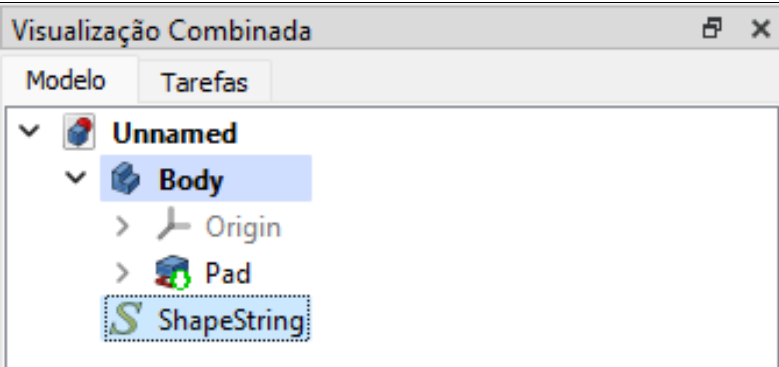 Visualização Combinada
Modelo Tarefas
Unnamed
Body
Origin
Pad
ShapeString